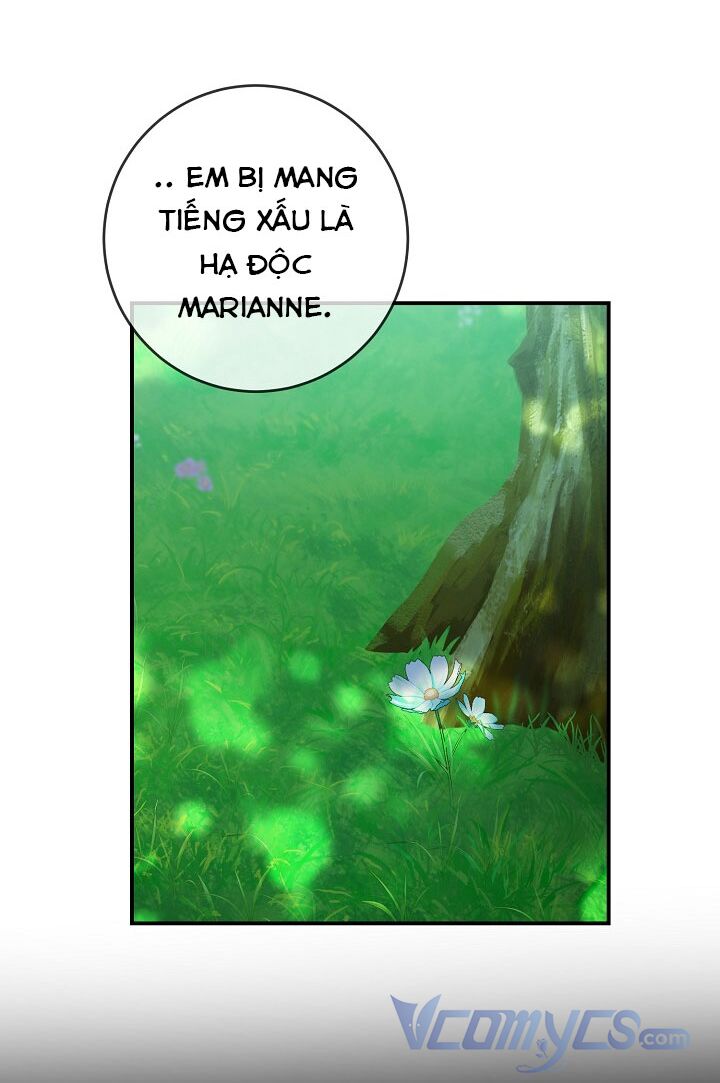 .. EM BỊ MANG
TIẾNG XẤU LÀ
HẠ ĐỘC
MARIANNE.
VCOMYCS.com